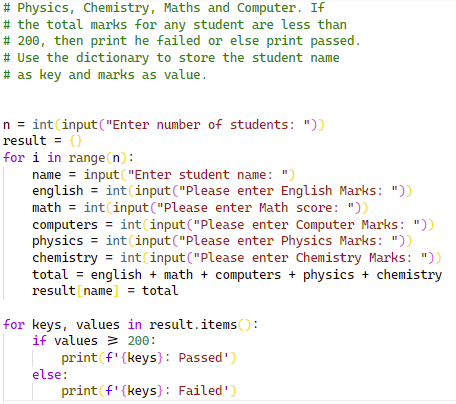 # Physics, Chemistry, Maths and Computer. If
# the total marks for any student are less than
# 200, then print he failed or else print passed.
# Use the dictionary to store the student name
# as key and marks as value.
n = int(input("Enter number of students: "))
result = {}
for i in range(n):
    name = input("Enter student name: ")
    english = int(input("Please enter English Marks: "))
    math = int(input("Please enter Math score: "))
    computers = int(input("Please enter Computer Marks: "))
    physics = int(input("Please enter Physics Marks: "))
    chemistry = int(input("Please enter Chemistry Marks: "))
    total = english + math + computers + physics + chemistry
    result[name] = total
for keys, values in result.items():
    if values ≥ 200:
        print(f'{keys}: Passed')
    else:
        print(f'{keys}: Failed')